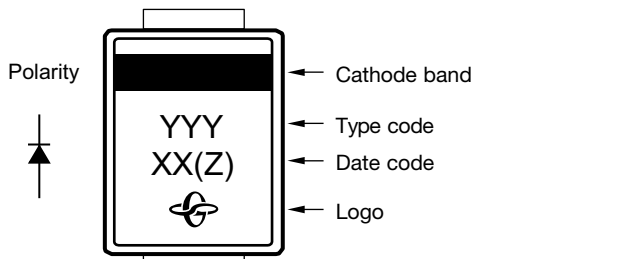 Polarity
Cathode band
YYY
Type code
XX(Z)
Date code
Logo